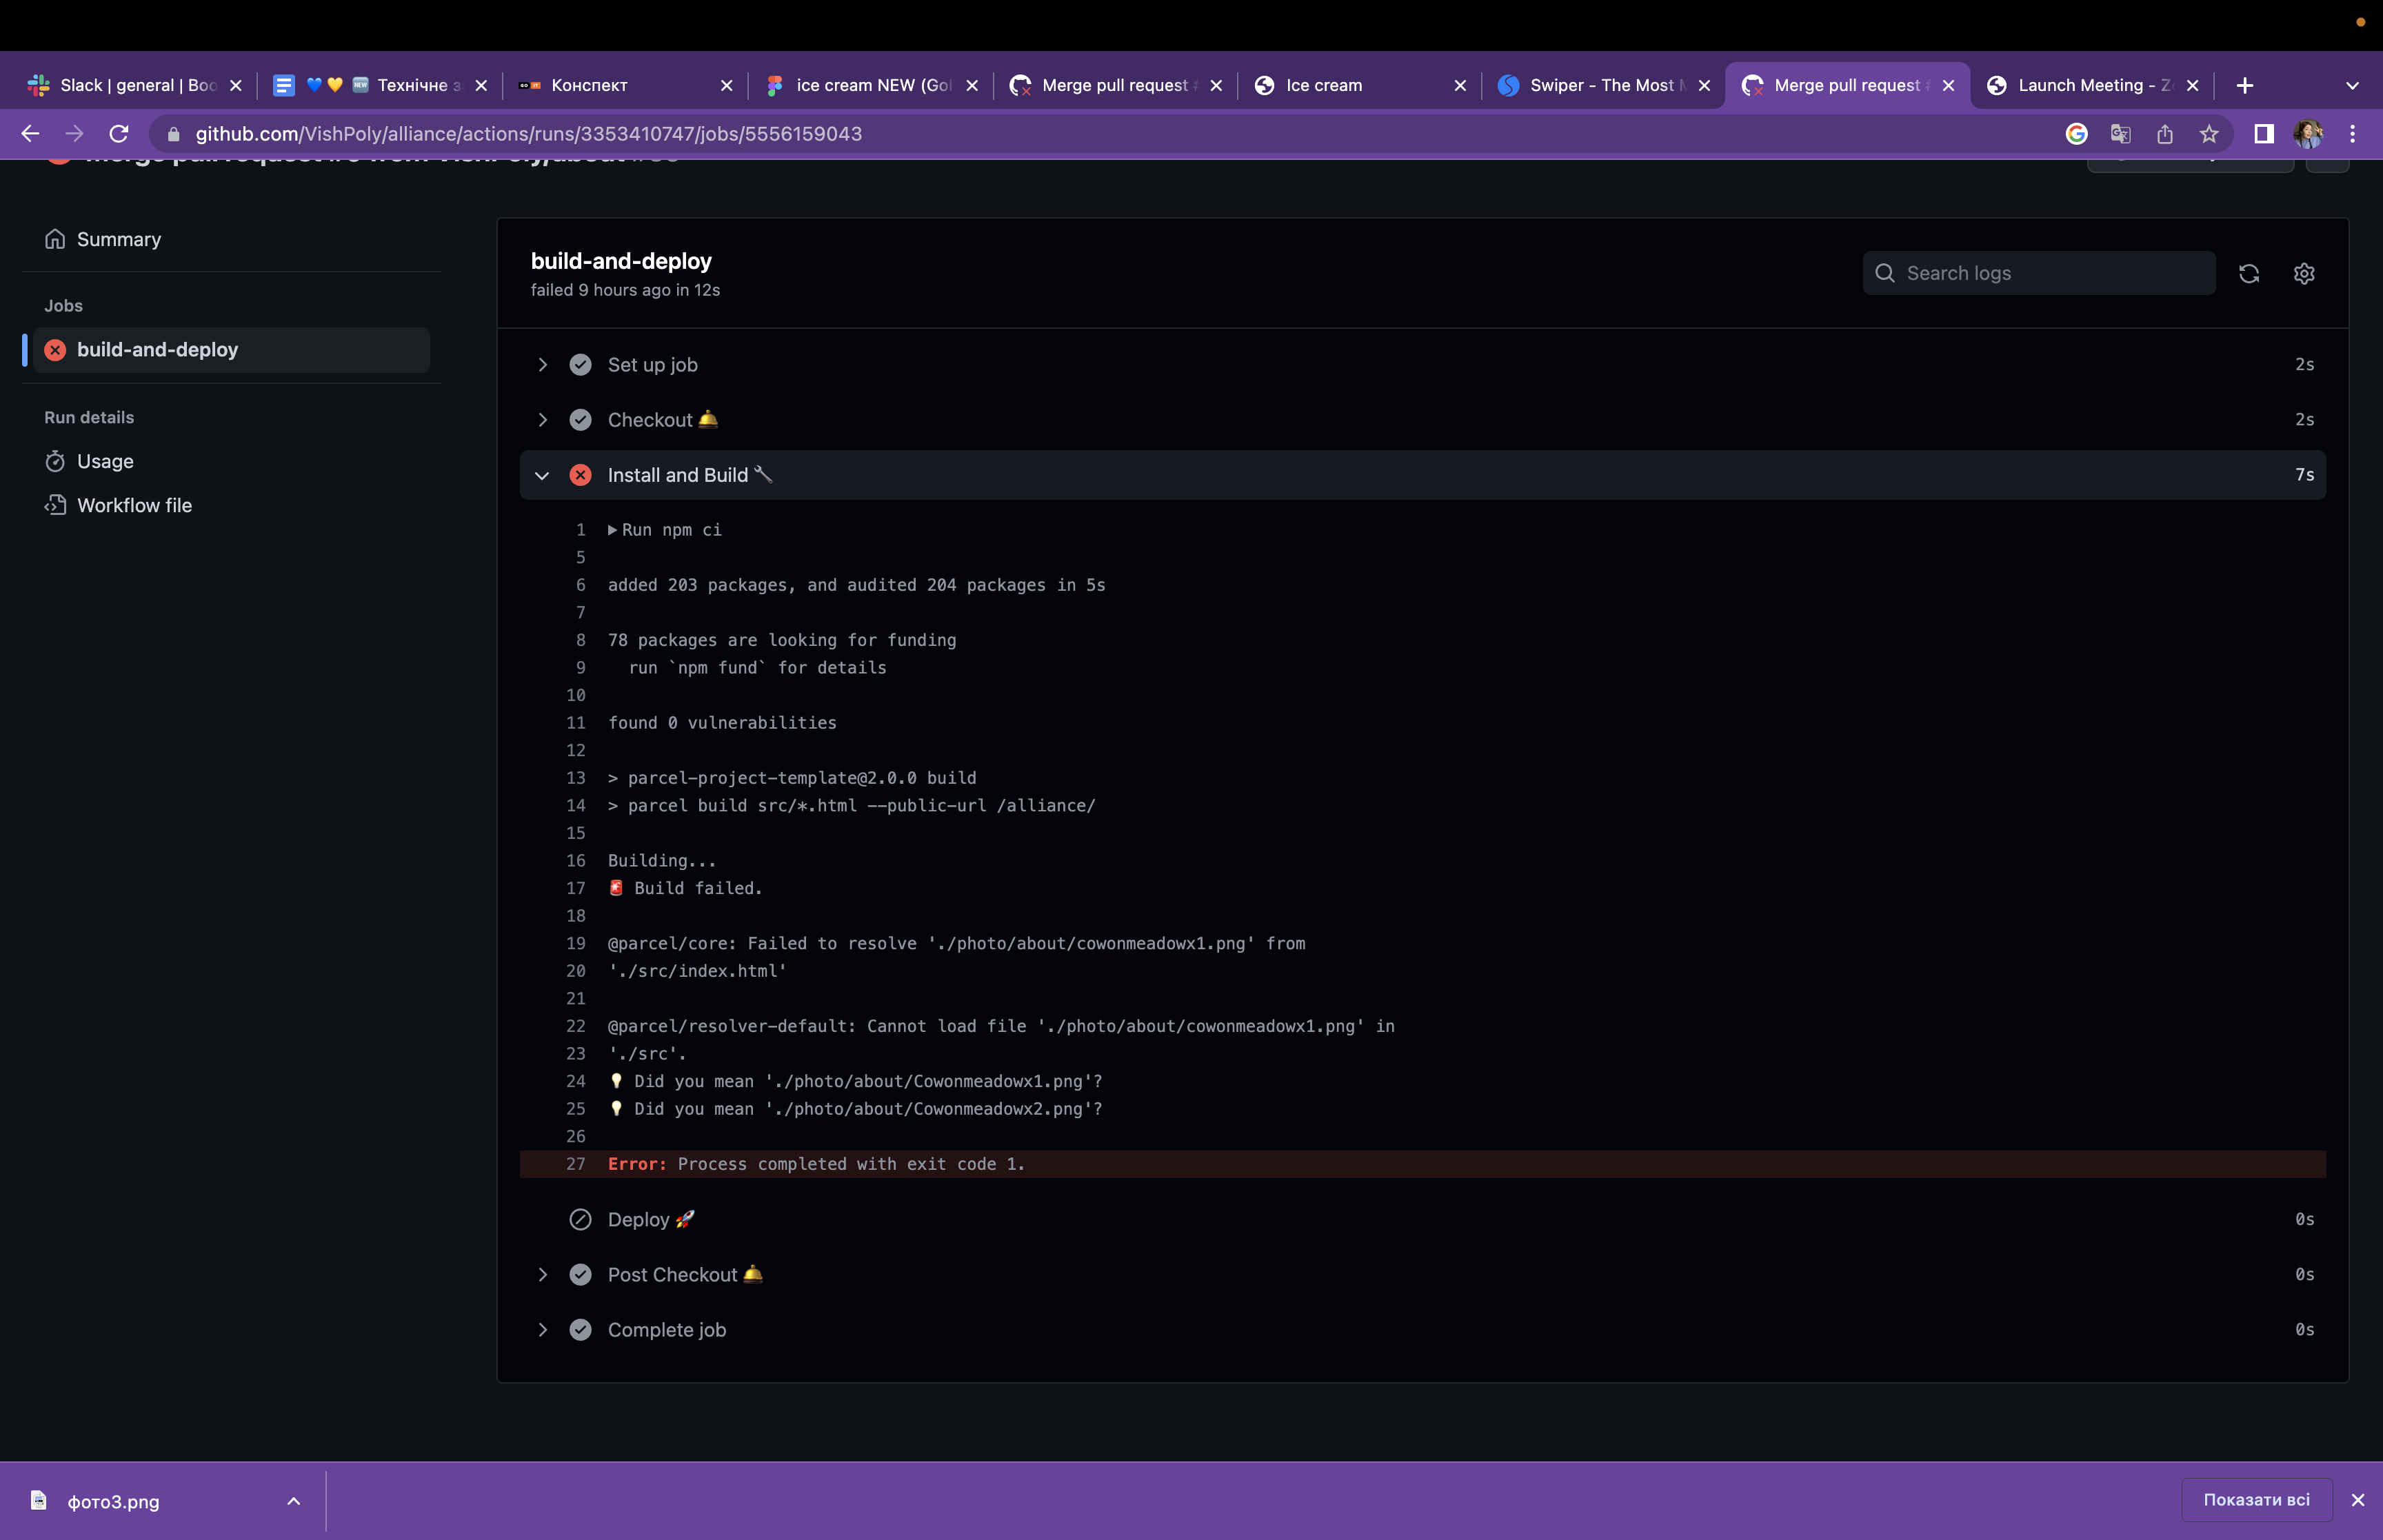 Slack | general | Boo
💙💛 🆕 Технічне з
Конспект
ice cream NEW (Gol
Merge pull request #
Ice cream
Swiper - The Most M
Merge pull request #
Launch Meeting - Zo
github.com/VishPoly/alliance/actions/runs/3353410747/jobs/5556159043
Summary
Jobs
build-and-deploy
Run details
Usage
Workflow file
build-and-deploy
failed 9 hours ago in 12s
Search logs
Set up job 2s
Checkout 🛎️ 2s
Install and Build 🔧 7s
1 ▶Run npm ci
5
6 added 203 packages, and audited 204 packages in 5s
7
8 78 packages are looking for funding
9 run `npm fund` for details
10
11 found 0 vulnerabilities
12
13 > parcel-project-template@2.0.0 build
14 > parcel build src/*.html --public-url /alliance/
15
16 Building...
17 🚨 Build failed.
18
19 @parcel/core: Failed to resolve './photo/about/cowonmeadowx1.png' from
20 './src/index.html'
21
22 @parcel/resolver-default: Cannot load file './photo/about/cowonmeadowx1.png' in
23 './src'.
24 💡 Did you mean './photo/about/Cowonmeadowx1.png'?
25 💡 Did you mean './photo/about/Cowonmeadowx2.png'?
26
27 Error: Process completed with exit code 1.
Deploy 🚀 0s
Post Checkout 🛎️ 0s
Complete job 0s
фото3.png
Показати всі